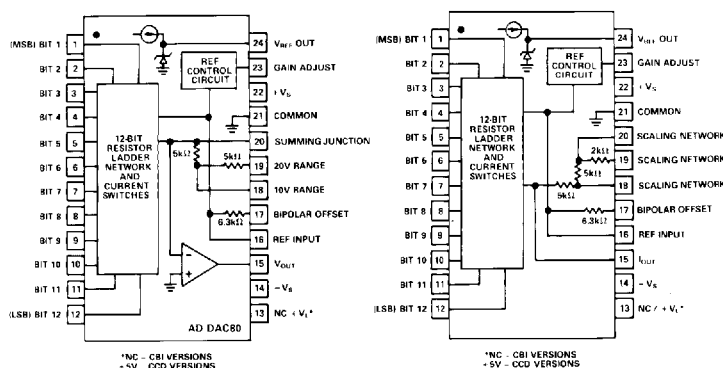 (MSB) BIT 1 1
BIT 2 2
BIT 3 3
BIT 4 4
BIT 5 5
BIT 6 6
BIT 7 7
BIT 8 8
BIT 9 9
BIT 10 10
BIT 11 11
(LSB) BIT 12 12
12-BIT
RESISTOR
LADDER
NETWORK
AND
CURRENT
SWITCHES
REF
CONTROL
CIRCUIT
5kΩ
5kΩ
6.3kΩ
24 VREF OUT
23 GAIN ADJUST
22 +VS
21 COMMON
20 SUMMING JUNCTION
19 20V RANGE
18 10V RANGE
17 BIPOLAR OFFSET
16 REF INPUT
15 VOUT
14 -VS
13 NC +VL*
AD DAC80
*NC - CBI VERSIONS
+5V - CCD VERSIONS
(MSB) BIT 1 1
BIT 2 2
BIT 3 3
BIT 4 4
BIT 5 5
BIT 6 6
BIT 7 7
BIT 8 8
BIT 9 9
BIT 10 10
BIT 11 11
(LSB) BIT 12 12
12-BIT
RESISTOR
LADDER
NETWORK
AND
CURRENT
SWITCHES
REF
CONTROL
CIRCUIT
2kΩ
5kΩ
5kΩ
6.3kΩ
24 VREF OUT
23 GAIN ADJUST
22 +VS
21 COMMON
20 SCALING NETWORK
19 SCALING NETWORK
18 SCALING NETWORK
17 BIPOLAR OFFSET
16 REF INPUT
15 IOUT
14 -VS
13 NC / +VL*
*NC - CBI VERSIONS
+5V - CCD VERSIONS